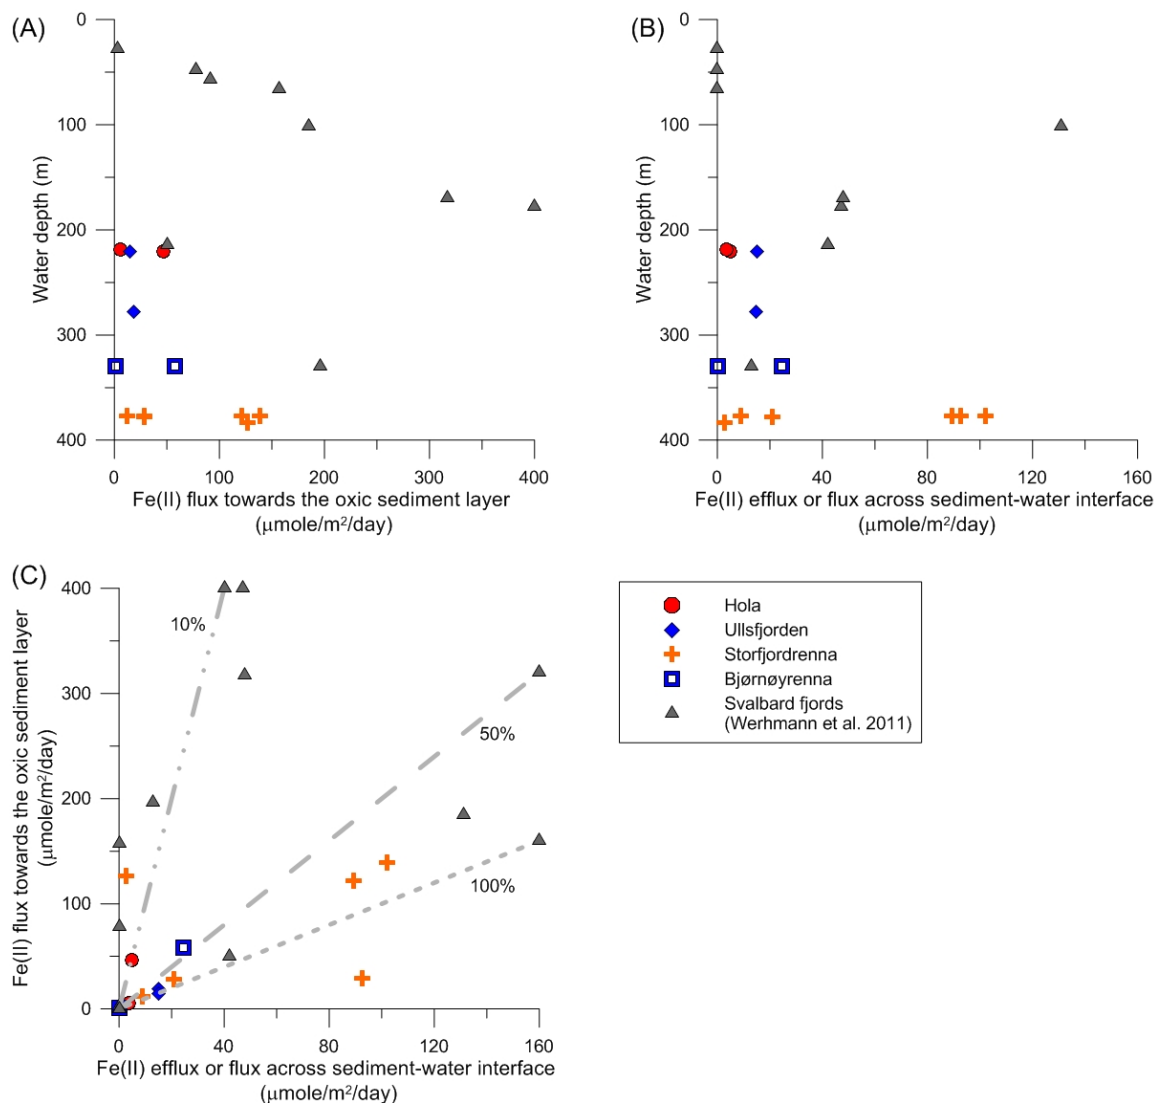 (A)
0
100
200
300
400
Water depth (m)
0
100
200
300
400
Fe(II) flux towards the oxic sediment layer
(μmole/m²/day)
(B)
0
100
200
300
400
Water depth (m)
0
40
80
120
160
Fe(II) efflux or flux across sediment-water interface
(μmole/m²/day)
(C)
400
300
200
100
0
Fe(II) flux towards the oxic sediment layer
(μmole/m²/day)
10%
50%
100%
0
40
80
120
160
Fe(II) efflux or flux across sediment-water interface
(μmole/m²/day)
Hola
Ullsfjorden
Storfjordrenna
Bjørnøyrenna
Svalbard fjords
(Werhmann et al. 2011)